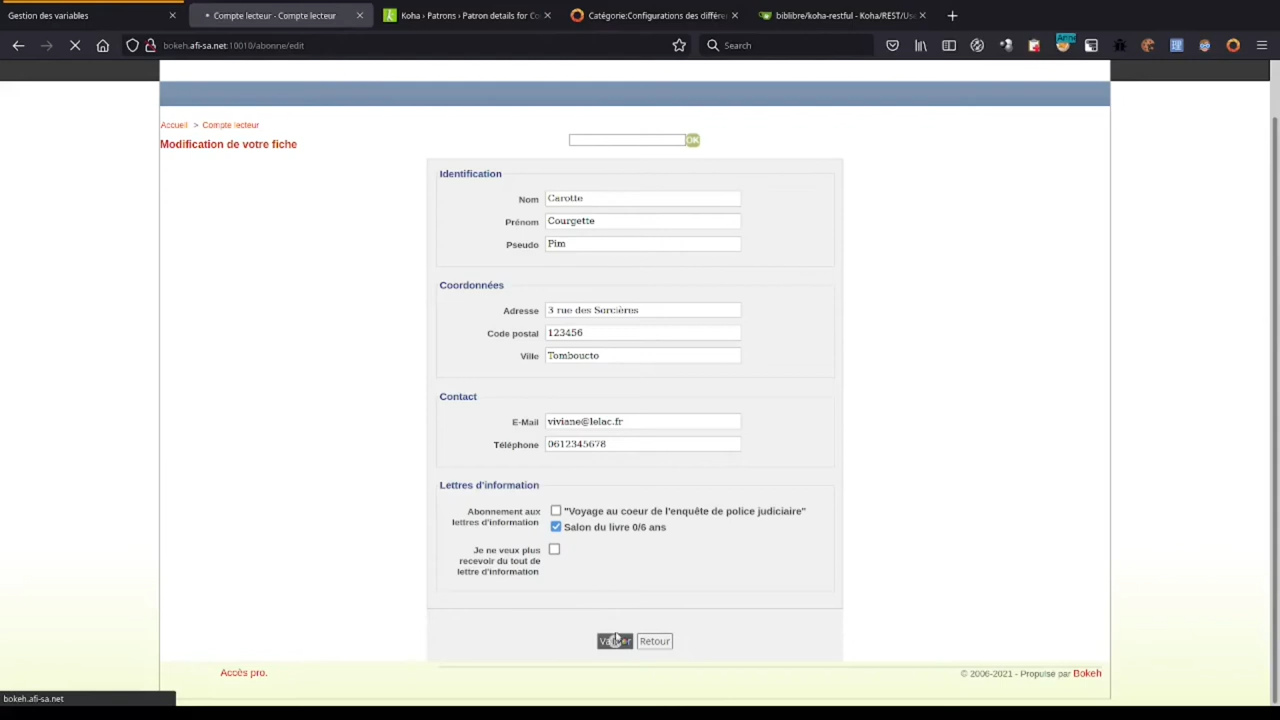 Gestion des variables
Compte lecteur - Compte lecteur
Koha › Patrons › Patron details for Co
Catégorie:Configurations des différe
biblibre/koha-restful - Koha/REST/Us
bokeh.afi-sa.net:10010/abonne/edit
Search
Accueil > Compte lecteur
Modification de votre fiche
OK
Identification
Nom Carotte
Prénom Courgette
Pseudo Pim
Coordonnées
Adresse 3 rue des Sorcières
Code postal 123456
Ville Tomboucto
Contact
E-Mail viviane@lelac.fr
Téléphone 0612345678
Lettres d'information
Abonnement aux
lettres d'information
"Voyage au coeur de l'enquête de police judiciaire"
Salon du livre 0/6 ans
Je ne veux plus
recevoir du tout de
lettre d'information
Valider Retour
Accès pro.
© 2006-2021 - Propulsé par Bokeh
bokeh.afi-sa.net